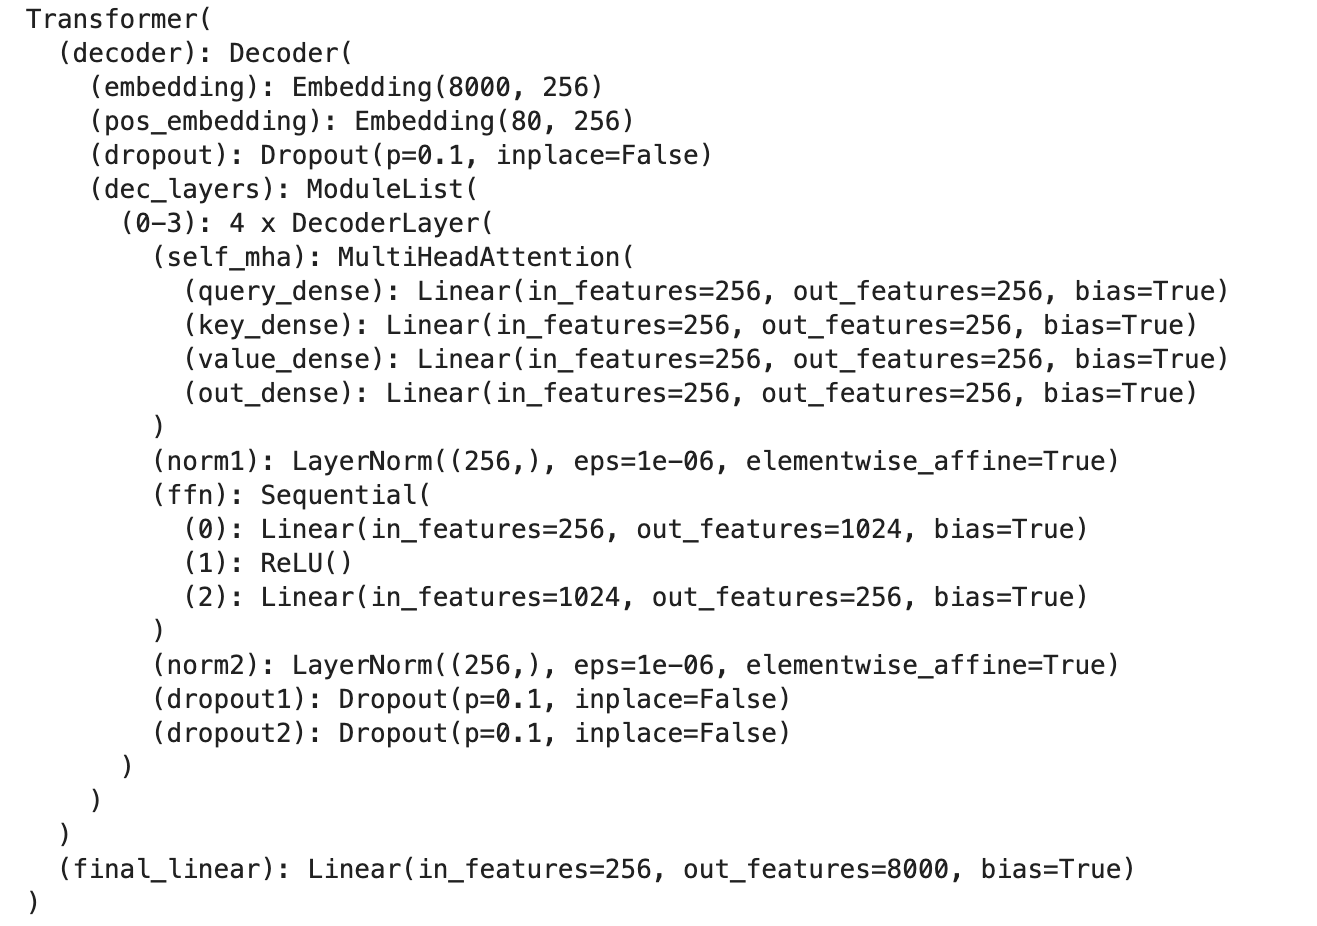 Transformer(
  (decoder): Decoder(
    (embedding): Embedding(8000, 256)
    (pos_embedding): Embedding(80, 256)
    (dropout): Dropout(p=0.1, inplace=False)
    (dec_layers): ModuleList(
      (0-3): 4 x DecoderLayer(
        (self_mha): MultiHeadAttention(
          (query_dense): Linear(in_features=256, out_features=256, bias=True)
          (key_dense): Linear(in_features=256, out_features=256, bias=True)
          (value_dense): Linear(in_features=256, out_features=256, bias=True)
          (out_dense): Linear(in_features=256, out_features=256, bias=True)
        )
        (norm1): LayerNorm((256,), eps=1e-06, elementwise_affine=True)
        (ffn): Sequential(
          (0): Linear(in_features=256, out_features=1024, bias=True)
          (1): ReLU()
          (2): Linear(in_features=1024, out_features=256, bias=True)
        )
        (norm2): LayerNorm((256,), eps=1e-06, elementwise_affine=True)
        (dropout1): Dropout(p=0.1, inplace=False)
        (dropout2): Dropout(p=0.1, inplace=False)
      )
    )
  )
  (final_linear): Linear(in_features=256, out_features=8000, bias=True)
)